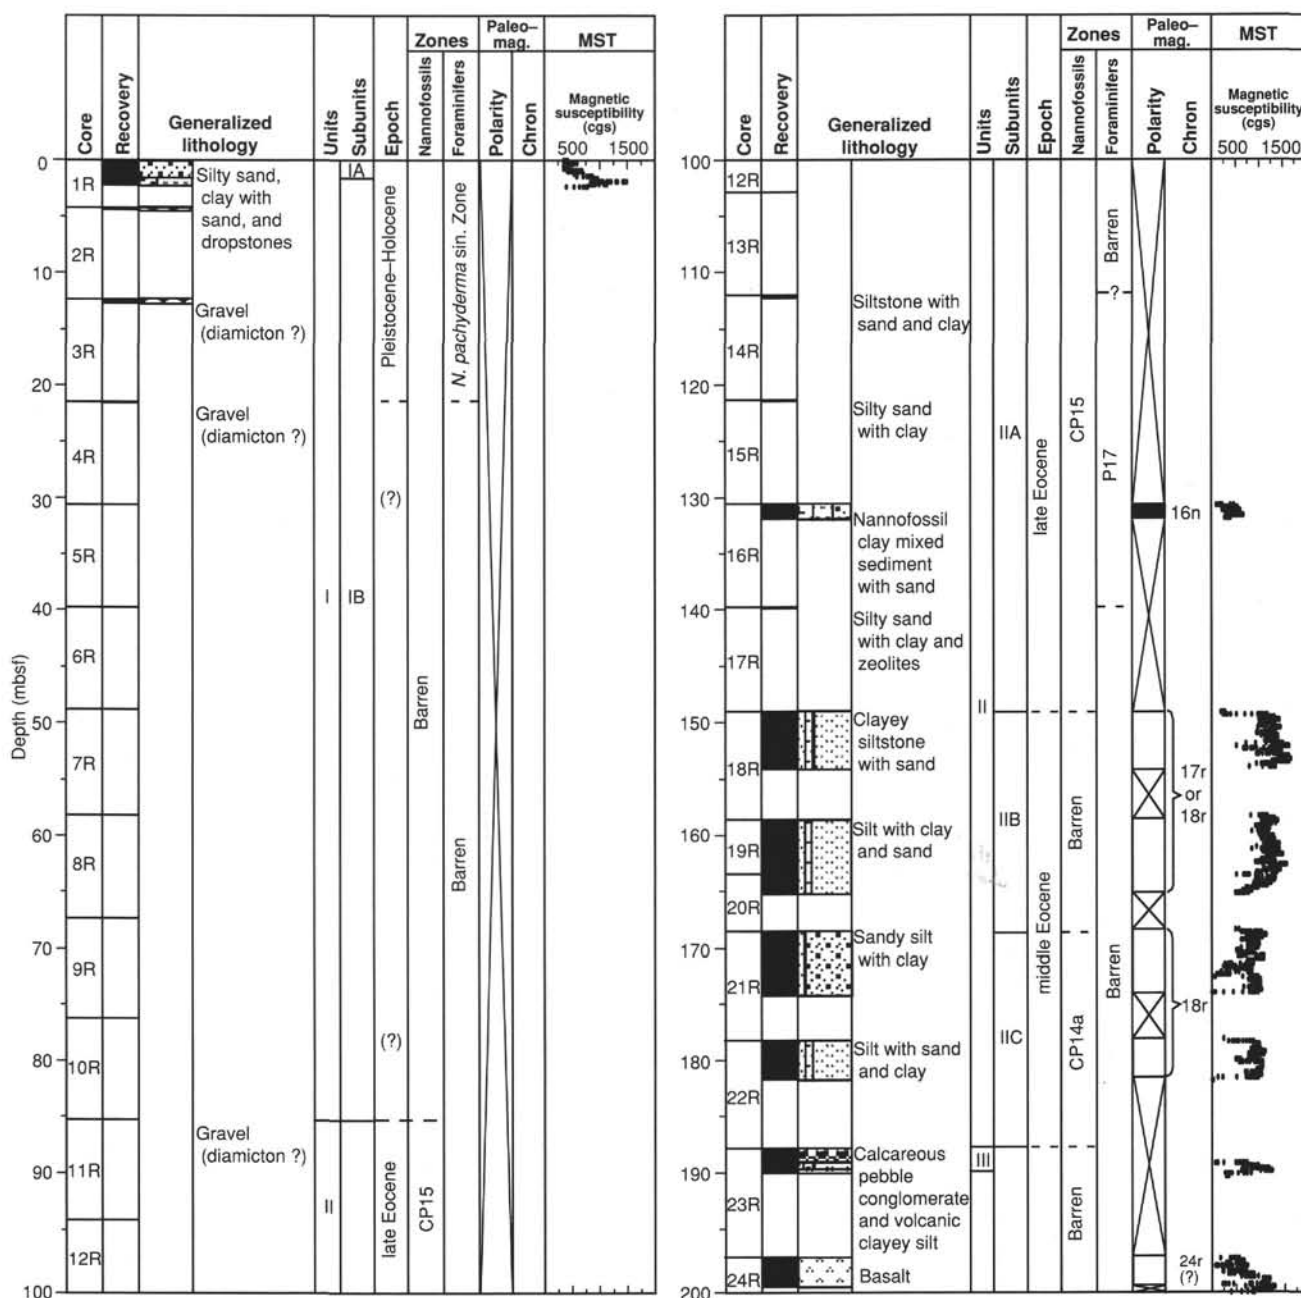 Zones
Paleo–
mag.
MST
Core
Recovery
Generalized
lithology
Units
Subunits
Epoch
Nannofossils
Foraminifers
Polarity
Chron
Magnetic
susceptibility
(cgs)
500 1500
Depth (mbsf)
0
10
20
30
40
50
60
70
80
90
100
1R
2R
3R
4R
5R
6R
7R
8R
9R
10R
11R
12R
Silty sand,
clay with
sand, and
dropstones
Gravel
(diamicton ?)
Gravel
(diamicton ?)
Gravel
(diamicton ?)
I
II
IA
IB
Pleistocene–Holocene
(?)
(?)
late Eocene
Barren
CP15
N. pachyderma sin. Zone
Barren
Zones
Paleo–
mag.
MST
Core
Recovery
Generalized
lithology
Units
Subunits
Epoch
Nannofossils
Foraminifers
Polarity
Chron
Magnetic
susceptibility
(cgs)
500 1500
100
110
120
130
140
150
160
170
180
190
200
12R
13R
14R
15R
16R
17R
18R
19R
20R
21R
22R
23R
24R
Siltstone with
sand and clay
Silty sand
with clay
Nannofossil
clay mixed
sediment
with sand
Silty sand
with clay and
zeolites
Clayey
siltstone
with sand
Silt with clay
and sand
Sandy silt
with clay
Silt with sand
and clay
Calcareous
pebble
conglomerate
and volcanic
clayey silt
Basalt
II
III
IIA
IIB
IIC
late Eocene
middle Eocene
CP15
Barren
CP14a
Barren
Barren
?
P17
Barren
16n
17r
or
18r
18r
24r
(?)